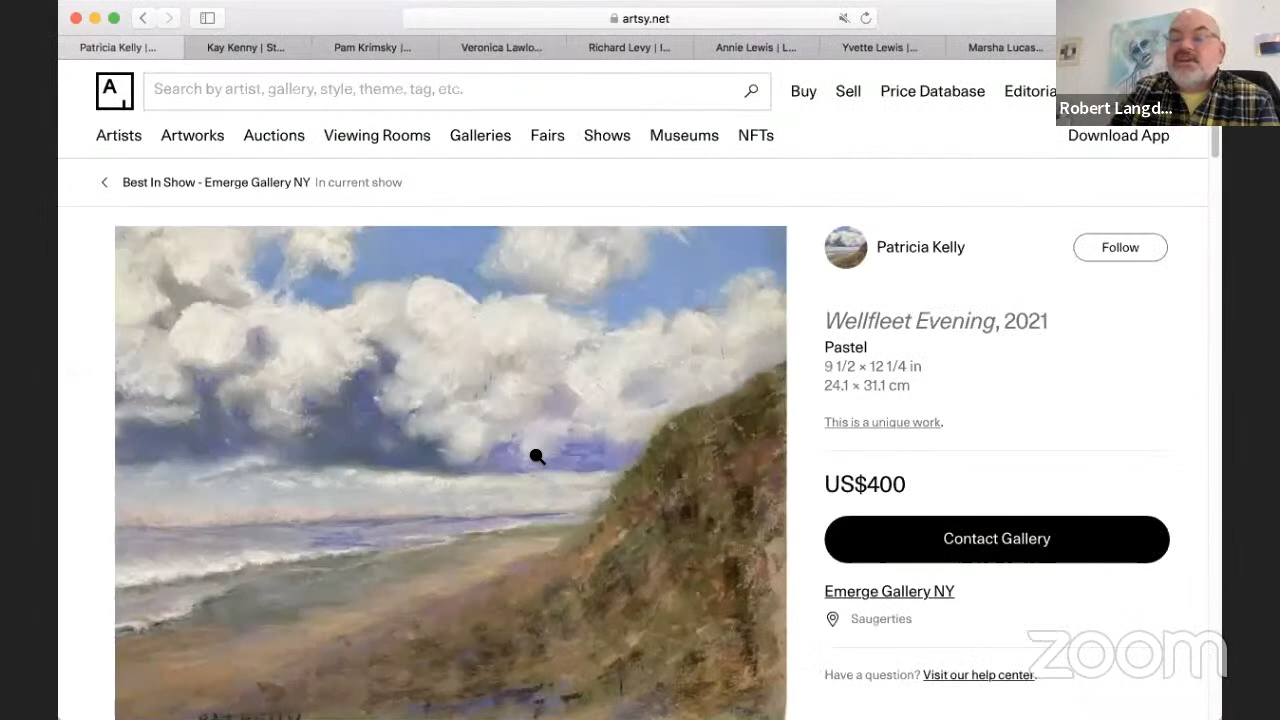 artsy.net
Patricia Kelly |...
Kay Kenny | St...
Pam Krimsky |...
Veronica Lawlo...
Richard Levy | I...
Annie Lewis | L...
Yvette Lewis |...
Marsha Lucas...
A
Search by artist, gallery, style, theme, tag, etc.
Buy
Sell
Price Database
Editoria
Robert Langd...
Artists
Artworks
Auctions
Viewing Rooms
Galleries
Fairs
Shows
Museums
NFTs
Download App
Best In Show - Emerge Gallery NY In current show
Patricia Kelly
Follow
Wellfleet Evening, 2021
Pastel
9 1/2 × 12 1/4 in
24.1 × 31.1 cm
This is a unique work.
US$400
Contact Gallery
Emerge Gallery NY
Saugerties
zoom
Have a question? Visit our help center.